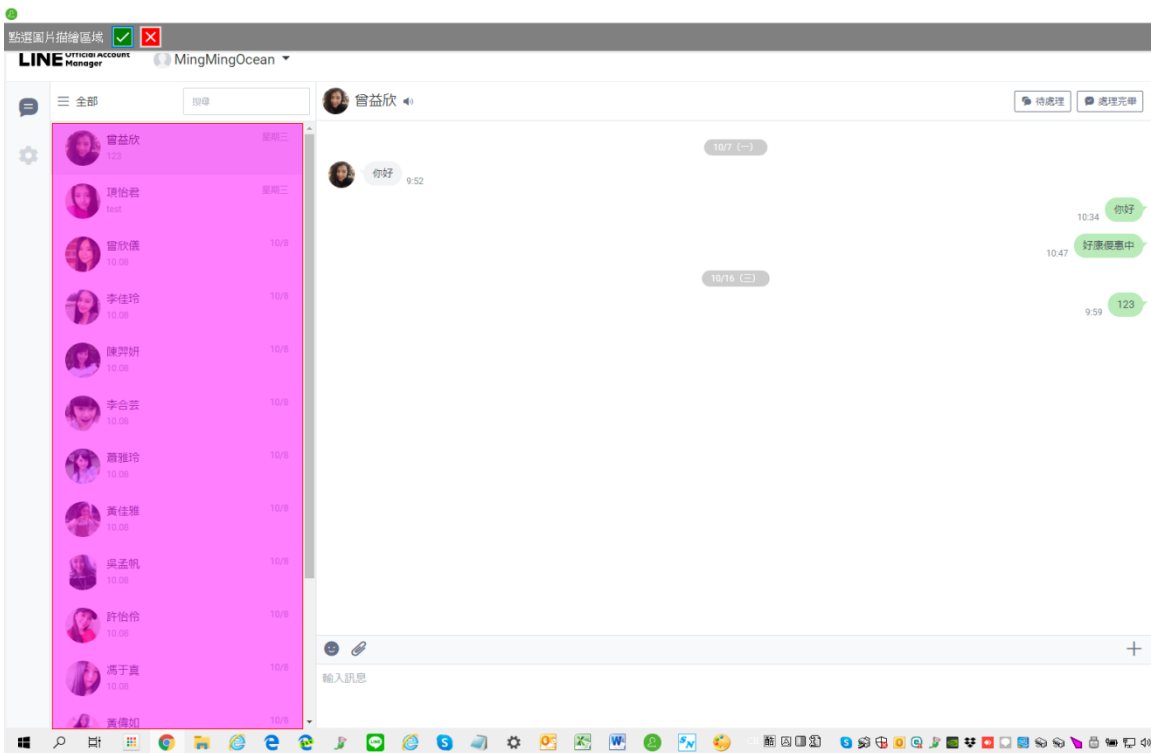 點選圖片描繪區域
LINE Official Account Manager
MingMingOcean
全部
搜尋
曾益欣
待處理
處理完畢
曾益欣
星期三
123
項怡君
星期三
test
曾欣儀
10/8
10.08
李佳玲
10/8
10.08
陳羿妍
10/8
10.08
李合芸
10/8
10.08
蕭雅玲
10/8
10.08
黃佳雅
10/8
10.08
吳孟帆
10/8
10.08
許怡伶
10/8
10.08
馮于真
10/8
10.08
黃偉如
10/8
10/7 (一)
你好
9:52
10:34
你好
10:47
好康優惠中
10/16 (三)
9:59
123
輸入訊息